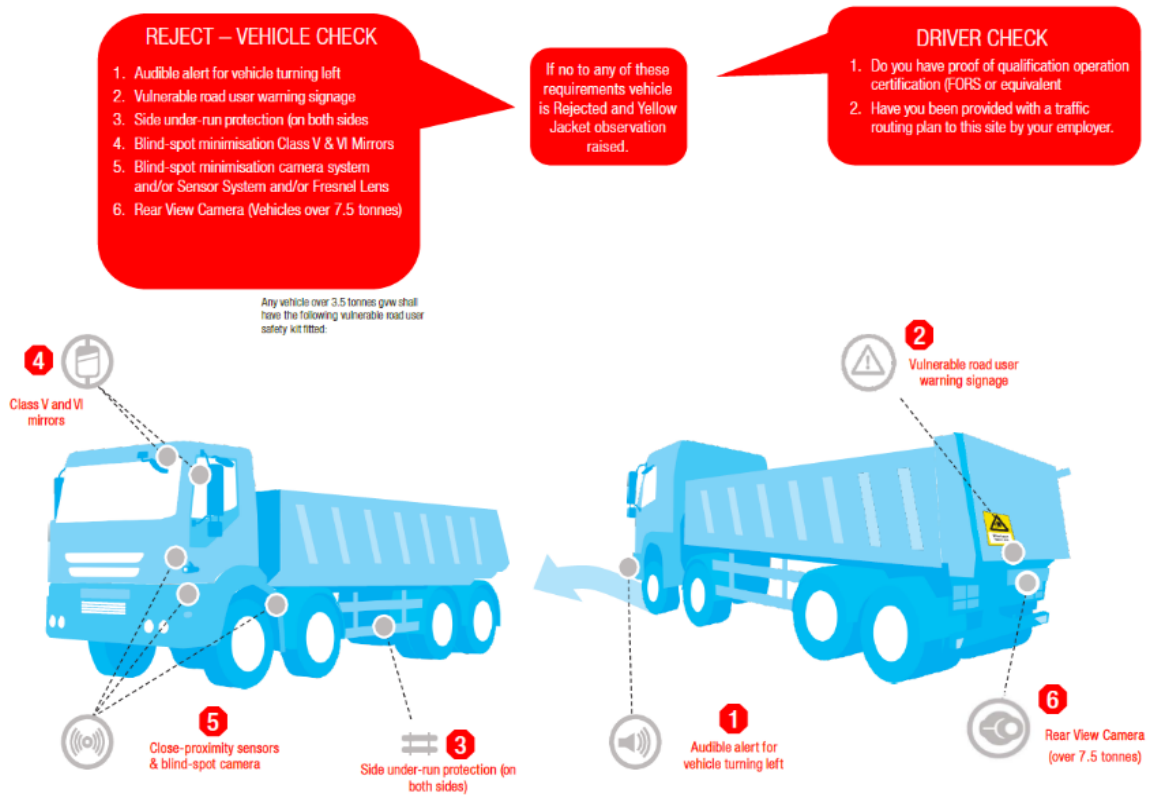 REJECT – VEHICLE CHECK
1. Audible alert for vehicle turning left
2. Vulnerable road user warning signage
3. Side under-run protection (on both sides
4. Blind-spot minimisation Class V & VI Mirrors
5. Blind-spot minimisation camera system
and/or Sensor System and/or Fresnel Lens
6. Rear View Camera (Vehicles over 7.5 tonnes)
If no to any of these
requirements vehicle
is Rejected and Yellow
Jacket observation
raised.
DRIVER CHECK
1. Do you have proof of qualification operation
certification (FORS or equivalent
2. Have you been provided with a traffic
routing plan to this site by your employer.
Any vehicle over 3.5 tonnes gvw shall
have the following vulnerable road user
safety kit fitted:
4
Class V and VI
mirrors
2
Vulnerable road user
warning signage
5
Close-proximity sensors
& blind-spot camera
3
Side under-run protection (on
both sides)
1
Audible alert for
vehicle turning left
6
Rear View Camera
(over 7.5 tonnes)